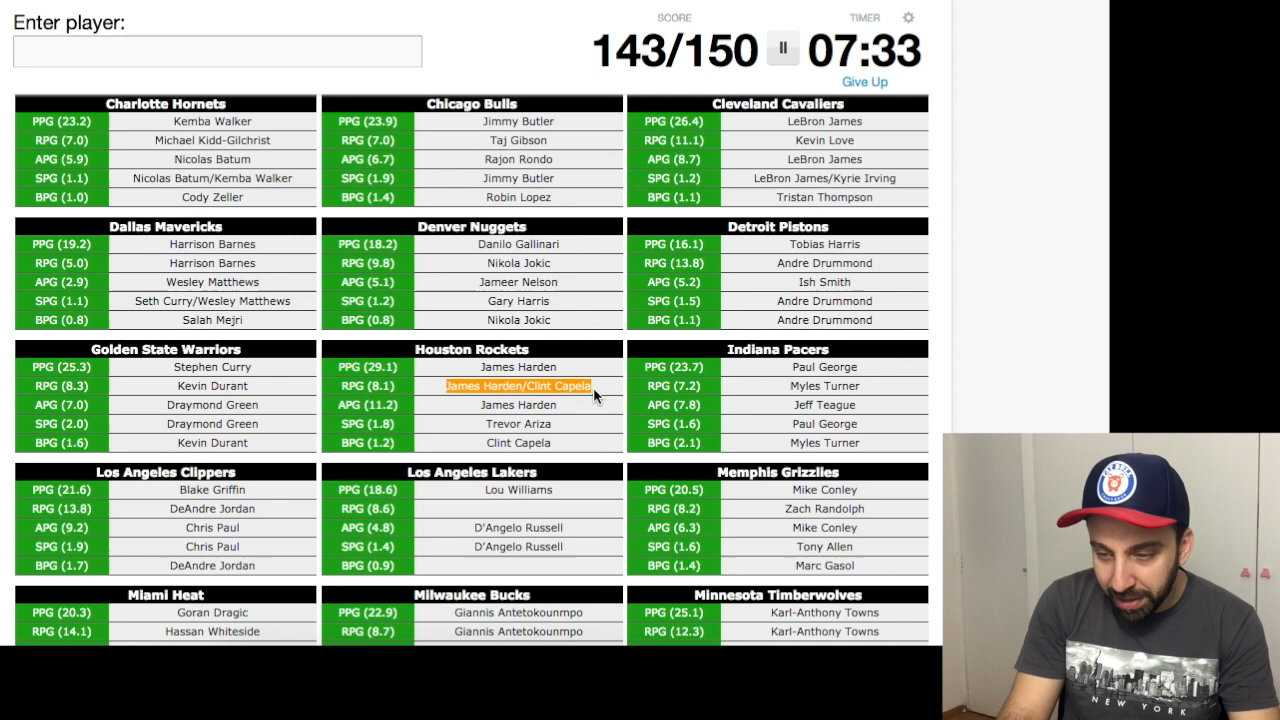 Enter player:
SCORE
TIMER
143/150
07:33
Give Up
Charlotte Hornets
PPG (23.2) Kemba Walker
RPG (7.0) Michael Kidd-Gilchrist
APG (5.9) Nicolas Batum
SPG (1.1) Nicolas Batum/Kemba Walker
BPG (1.0) Cody Zeller
Chicago Bulls
PPG (23.9) Jimmy Butler
RPG (7.0) Taj Gibson
APG (6.7) Rajon Rondo
SPG (1.9) Jimmy Butler
BPG (1.4) Robin Lopez
Cleveland Cavaliers
PPG (26.4) LeBron James
RPG (11.1) Kevin Love
APG (8.7) LeBron James
SPG (1.2) LeBron James/Kyrie Irving
BPG (1.1) Tristan Thompson
Dallas Mavericks
PPG (19.2) Harrison Barnes
RPG (5.0) Harrison Barnes
APG (2.9) Wesley Matthews
SPG (1.1) Seth Curry/Wesley Matthews
BPG (0.8) Salah Mejri
Denver Nuggets
PPG (18.2) Danilo Gallinari
RPG (9.8) Nikola Jokic
APG (5.1) Jameer Nelson
SPG (1.2) Gary Harris
BPG (0.8) Nikola Jokic
Detroit Pistons
PPG (16.1) Tobias Harris
RPG (13.8) Andre Drummond
APG (5.2) Ish Smith
SPG (1.5) Andre Drummond
BPG (1.1) Andre Drummond
Golden State Warriors
PPG (25.3) Stephen Curry
RPG (8.3) Kevin Durant
APG (7.0) Draymond Green
SPG (2.0) Draymond Green
BPG (1.6) Kevin Durant
Houston Rockets
PPG (29.1) James Harden
RPG (8.1) James Harden/Clint Capela
APG (11.2) James Harden
SPG (1.8) Trevor Ariza
BPG (1.2) Clint Capela
Indiana Pacers
PPG (23.7) Paul George
RPG (7.2) Myles Turner
APG (7.8) Jeff Teague
SPG (1.6) Paul George
BPG (2.1) Myles Turner
Los Angeles Clippers
PPG (21.6) Blake Griffin
RPG (13.8) DeAndre Jordan
APG (9.2) Chris Paul
SPG (1.9) Chris Paul
BPG (1.7) DeAndre Jordan
Los Angeles Lakers
PPG (18.6) Lou Williams
RPG (8.6)
APG (4.8) D'Angelo Russell
SPG (1.4) D'Angelo Russell
BPG (0.9)
Memphis Grizzlies
PPG (20.5) Mike Conley
RPG (8.2) Zach Randolph
APG (6.3) Mike Conley
SPG (1.6) Tony Allen
BPG (1.4) Marc Gasol
Miami Heat
PPG (20.3) Goran Dragic
RPG (14.1) Hassan Whiteside
Milwaukee Bucks
PPG (22.9) Giannis Antetokounmpo
RPG (8.7) Giannis Antetokounmpo
Minnesota Timberwolves
PPG (25.1) Karl-Anthony Towns
RPG (12.3) Karl-Anthony Towns
NEW YORK